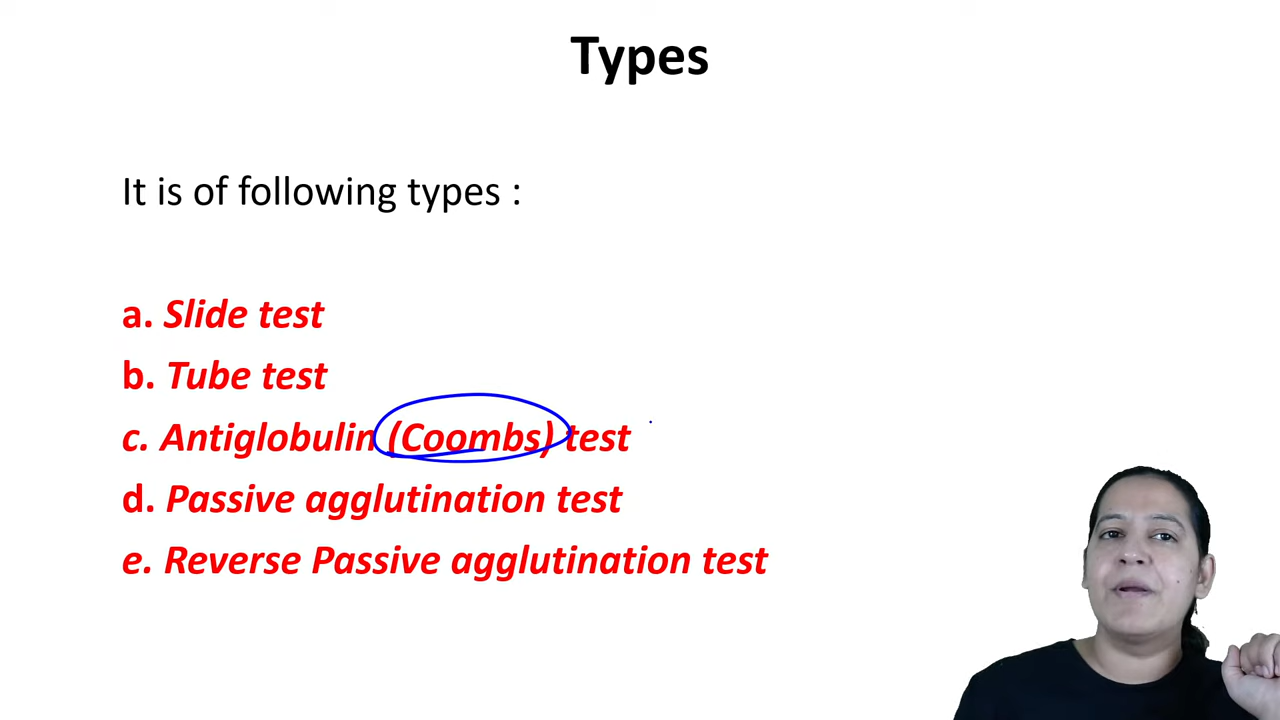 Types
It is of following types :
a. Slide test
b. Tube test
c. Antiglobulin (Coombs) test
d. Passive agglutination test
e. Reverse Passive agglutination test